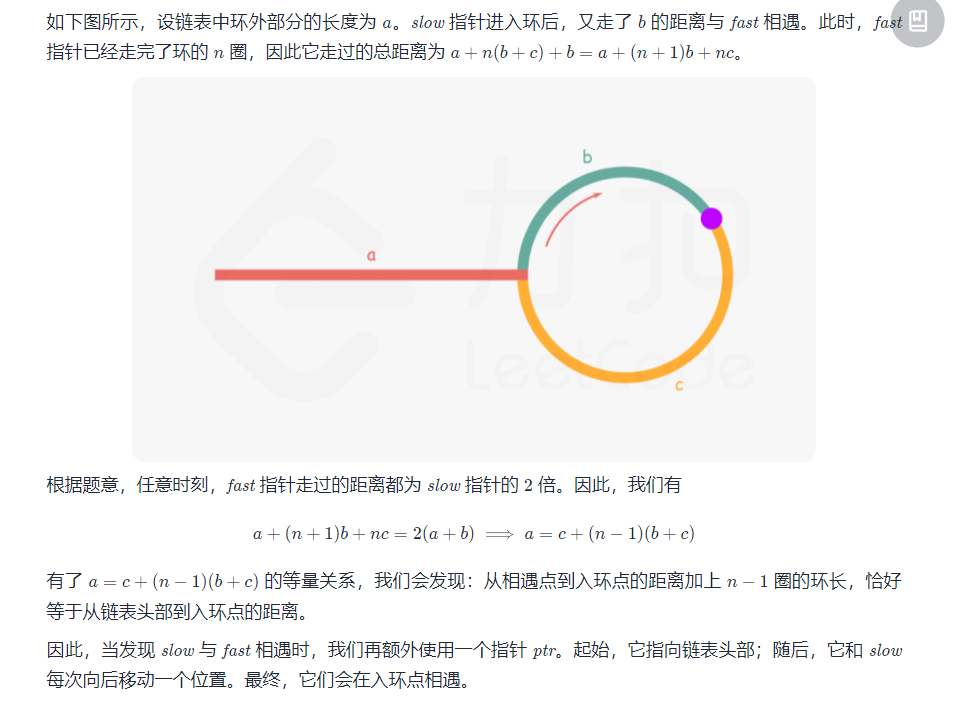 如下图所示，设链表中环外部分的长度为 a。slow 指针进入环后，又走了 b 的距离与 fast 相遇。此时，fast
指针已经走完了环的 n 圈，因此它走过的总距离为 a + n(b + c) + b = a + (n + 1)b + nc。
b
a
力扣
LeetCode
c
根据题意，任意时刻，fast 指针走过的距离都为 slow 指针的 2 倍。因此，我们有
a + (n + 1)b + nc = 2(a + b) ⟹ a = c + (n − 1)(b + c)
有了 a = c + (n − 1)(b + c) 的等量关系，我们会发现：从相遇点到入环点的距离加上 n − 1 圈的环长，恰好
等于从链表头部到入环点的距离。
因此，当发现 slow 与 fast 相遇时，我们再额外使用一个指针 ptr。起始，它指向链表头部；随后，它和 slow
每次向后移动一个位置。最终，它们会在入环点相遇。